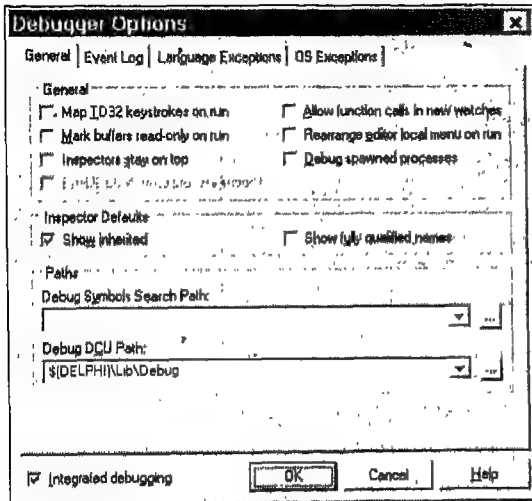 Debugger Options
General | Event Log | Language Exceptions | OS Exceptions
General
Map TD32 keystrokes on run
Allow function calls in new watches
Mark buffers read-only on run
Rearrange editor local menu on run
Inspectors stay on top
Debug spawned processes
Inspector Defaults
Show inherited
Show fully qualified names
Paths
Debug Symbols Search Path:
...
Debug DCU Path:
$(DELPHI)\Lib\Debug
...
Integrated debugging
OK
Cancel
Help